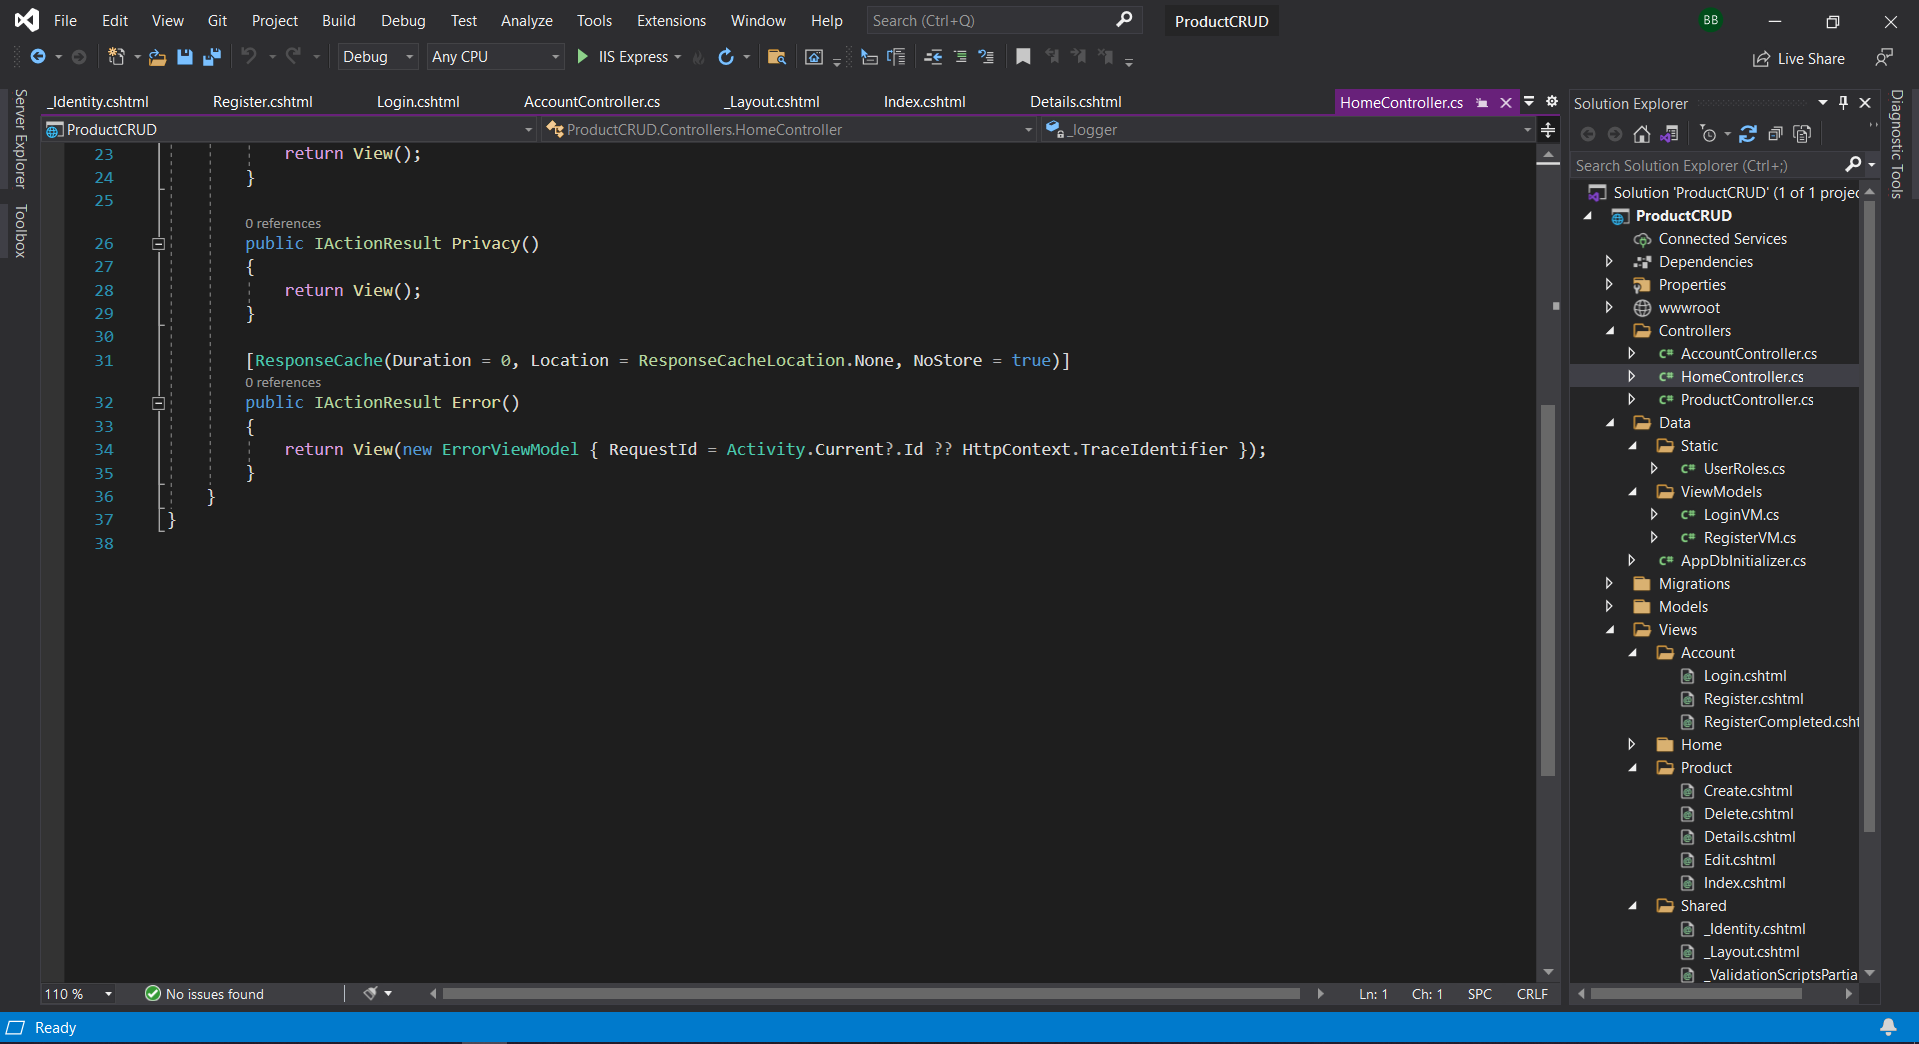 File Edit View Git Project Build Debug Test Analyze Tools Extensions Window Help Search (Ctrl+Q) ProductCRUD BB
Debug Any CPU IIS Express Live Share
_Identity.cshtml Register.cshtml Login.cshtml AccountController.cs _Layout.cshtml Index.cshtml Details.cshtml HomeController.cs
ProductCRUD ProductCRUD.Controllers.HomeController _logger
Server Explorer
Toolbox
23 return View();
24 }
25
0 references
26 public IActionResult Privacy()
27 {
28 return View();
29 }
30
31 [ResponseCache(Duration = 0, Location = ResponseCacheLocation.None, NoStore = true)]
0 references
32 public IActionResult Error()
33 {
34 return View(new ErrorViewModel { RequestId = Activity.Current?.Id ?? HttpContext.TraceIdentifier });
35 }
36 }
37 }
38
110 % No issues found Ln: 1 Ch: 1 SPC CRLF
Solution Explorer
Search Solution Explorer (Ctrl+;)
Solution 'ProductCRUD' (1 of 1 projec
ProductCRUD
Connected Services
Dependencies
Properties
wwwroot
Controllers
C# AccountController.cs
C# HomeController.cs
C# ProductController.cs
Data
Static
C# UserRoles.cs
ViewModels
C# LoginVM.cs
C# RegisterVM.cs
C# AppDbInitializer.cs
Migrations
Models
Views
Account
Login.cshtml
Register.cshtml
RegisterCompleted.csht
Home
Product
Create.cshtml
Delete.cshtml
Details.cshtml
Edit.cshtml
Index.cshtml
Shared
_Identity.cshtml
_Layout.cshtml
_ValidationScriptsPartia
Diagnostic Tools
Ready